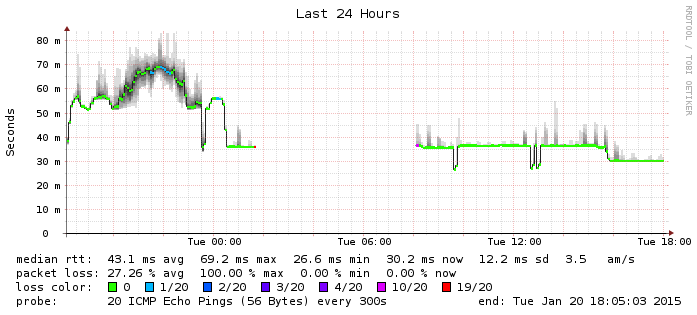 Last 24 Hours
RRDTOOL / TOBI OETIKER
Seconds
80 m
70 m
60 m
50 m
40 m
30 m
20 m
10 m
0
Tue 00:00 Tue 06:00 Tue 12:00 Tue 18:00
median rtt: 43.1 ms avg 69.2 ms max 26.6 ms min 30.2 ms now 12.2 ms sd 3.5 am/s
packet loss: 27.26 % avg 100.00 % max 0.00 % min 0.00 % now
loss color: 0 1/20 2/20 3/20 4/20 10/20 19/20
probe: 20 ICMP Echo Pings (56 Bytes) every 300s end: Tue Jan 20 18:05:03 2015